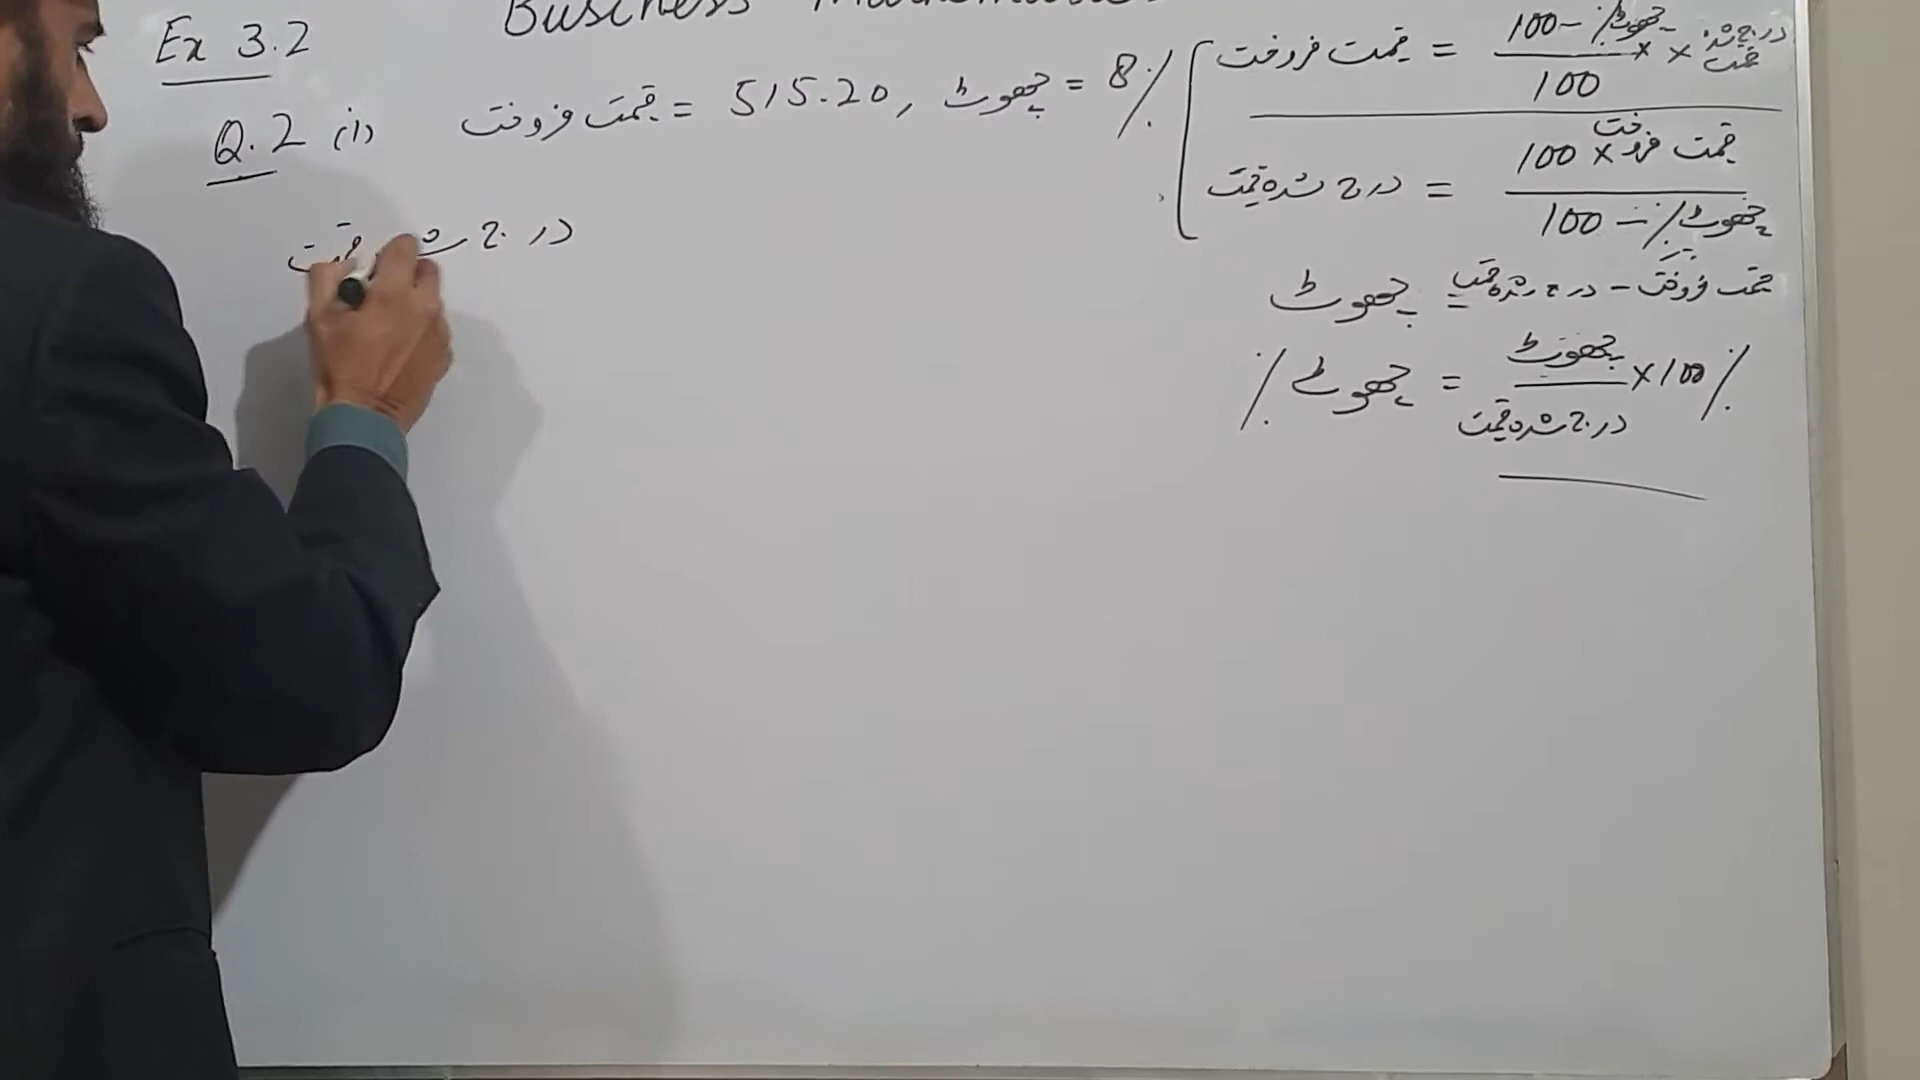 Business Mathematics
Ex 3.2
Q.2 (i) قیمت فروخت = 515.20, چھوٹ = 8%
درج شدہ قیمت
قیمت فروخت = 100 - چھوٹ% / 100 × درج شدہ قیمت
درج شدہ قیمت = 100 × قیمت فروخت / 100 - چھوٹ%
چھوٹ = درج شدہ قیمت - قیمت فروخت
چھوٹ% = چھوٹ / درج شدہ قیمت × 100%